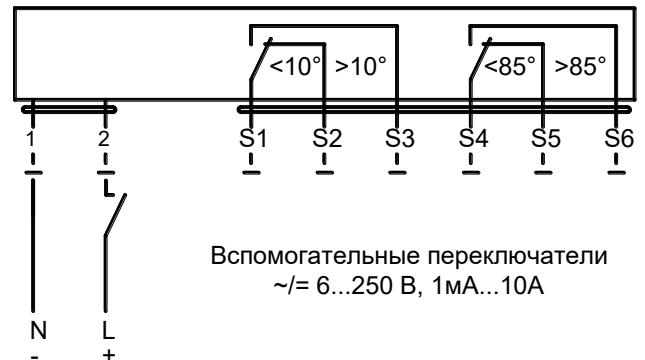 <10° >10° <85° >85°
1 2 S1 S2 S3 S4 S5 S6
Вспомогательные переключатели
~/= 6...250 В, 1мА...10А
N L
- +